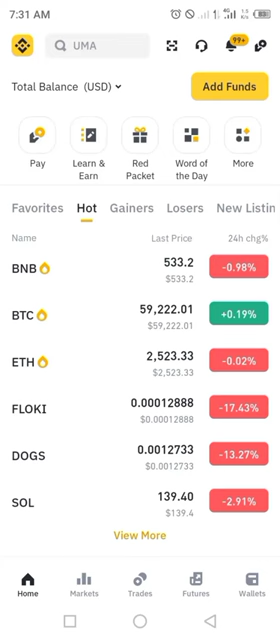 7:31 AM
4G
99+
UMA
Total Balance (USD)
Add Funds
Pay
Learn &
Earn
Red
Packet
Word of
the Day
More
Favorites Hot Gainers Losers New Listin
Name Last Price 24h chg%
BNB 533.2 -0.98%
$533.2
BTC 59,222.01 +0.19%
$59,222.01
ETH 2,523.33 -0.02%
$2,523.33
FLOKI 0.00012888 -17.43%
$0.00012888
DOGS 0.0012733 -13.27%
$0.0012733
SOL 139.40 -2.91%
$139.4
View More
Home Markets Trades Futures Wallets